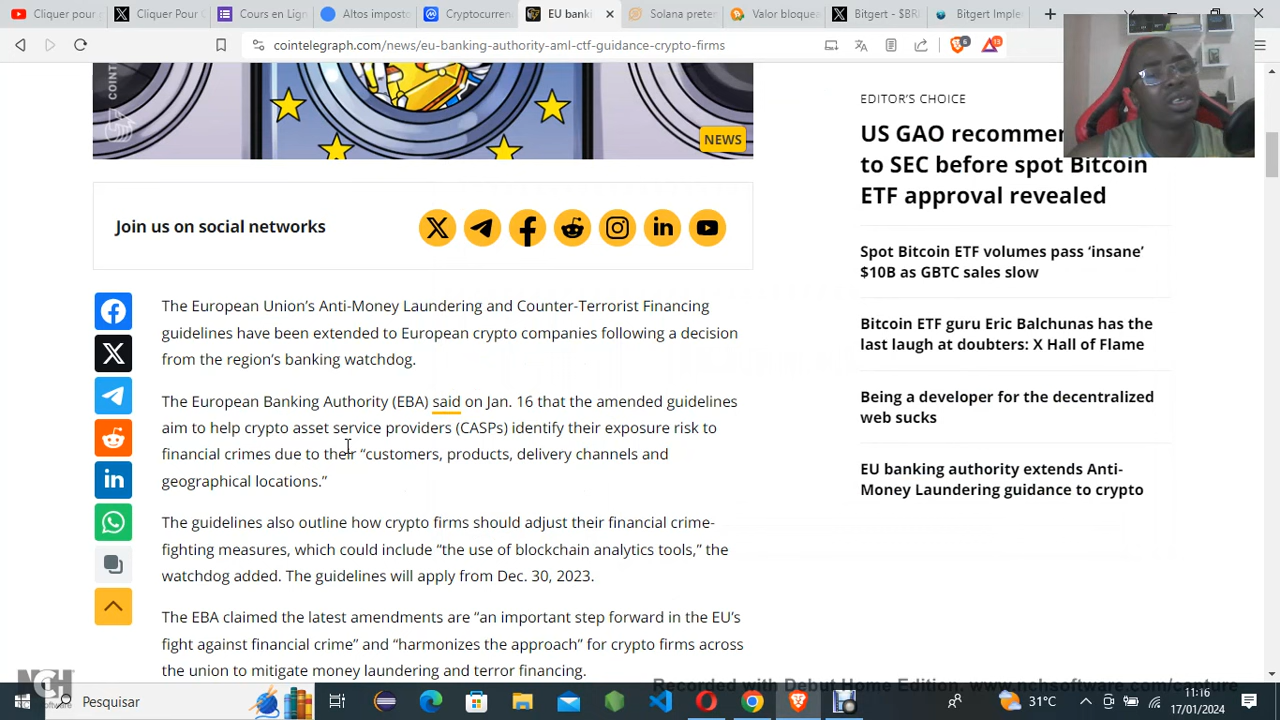 Cliquer pour g
Cliquer Pour C
Cours en Lign
Altos imposto
Cryptocurren
EU banki
Solana preten
Valor bloquea
Bitgert - $BRI
Bitgert Imple
cointelegraph.com/news/eu-banking-authority-aml-ctf-guidance-crypto-firms
COINT
NEWS
Join us on social networks
The European Union’s Anti-Money Laundering and Counter-Terrorist Financing
guidelines have been extended to European crypto companies following a decision
from the region’s banking watchdog.
The European Banking Authority (EBA) said on Jan. 16 that the amended guidelines
aim to help crypto asset service providers (CASPs) identify their exposure risk to
financial crimes due to their “customers, products, delivery channels and
geographical locations.”
The guidelines also outline how crypto firms should adjust their financial crime-
fighting measures, which could include “the use of blockchain analytics tools,” the
watchdog added. The guidelines will apply from Dec. 30, 2023.
The EBA claimed the latest amendments are “an important step forward in the EU’s
fight against financial crime” and “harmonizes the approach” for crypto firms across
the union to mitigate money laundering and terror financing.
EDITOR’S CHOICE
US GAO recommen
to SEC before spot Bitcoin
ETF approval revealed
Spot Bitcoin ETF volumes pass ‘insane’
$10B as GBTC sales slow
Bitcoin ETF guru Eric Balchunas has the
last laugh at doubters: X Hall of Flame
Being a developer for the decentralized
web sucks
EU banking authority extends Anti-
Money Laundering guidance to crypto
NCH
Recorded with Debut Home Edition. www.nchsoftware.com/capture
Pesquisar
31°C
11:16
17/01/2024